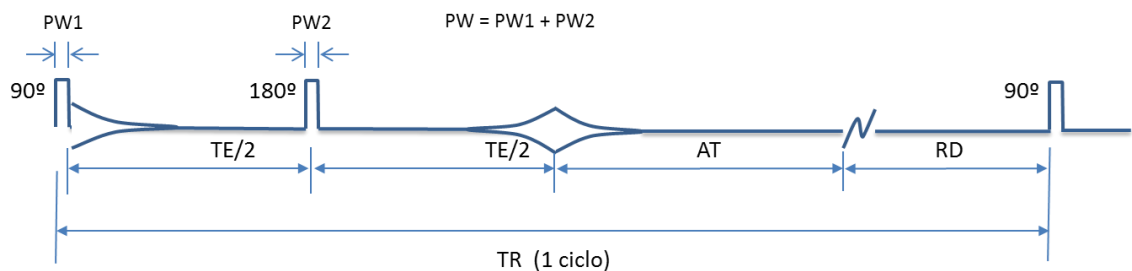 PW1
PW2
PW = PW1 + PW2
90º
180º
90º
TE/2
TE/2
AT
RD
TR (1 ciclo)